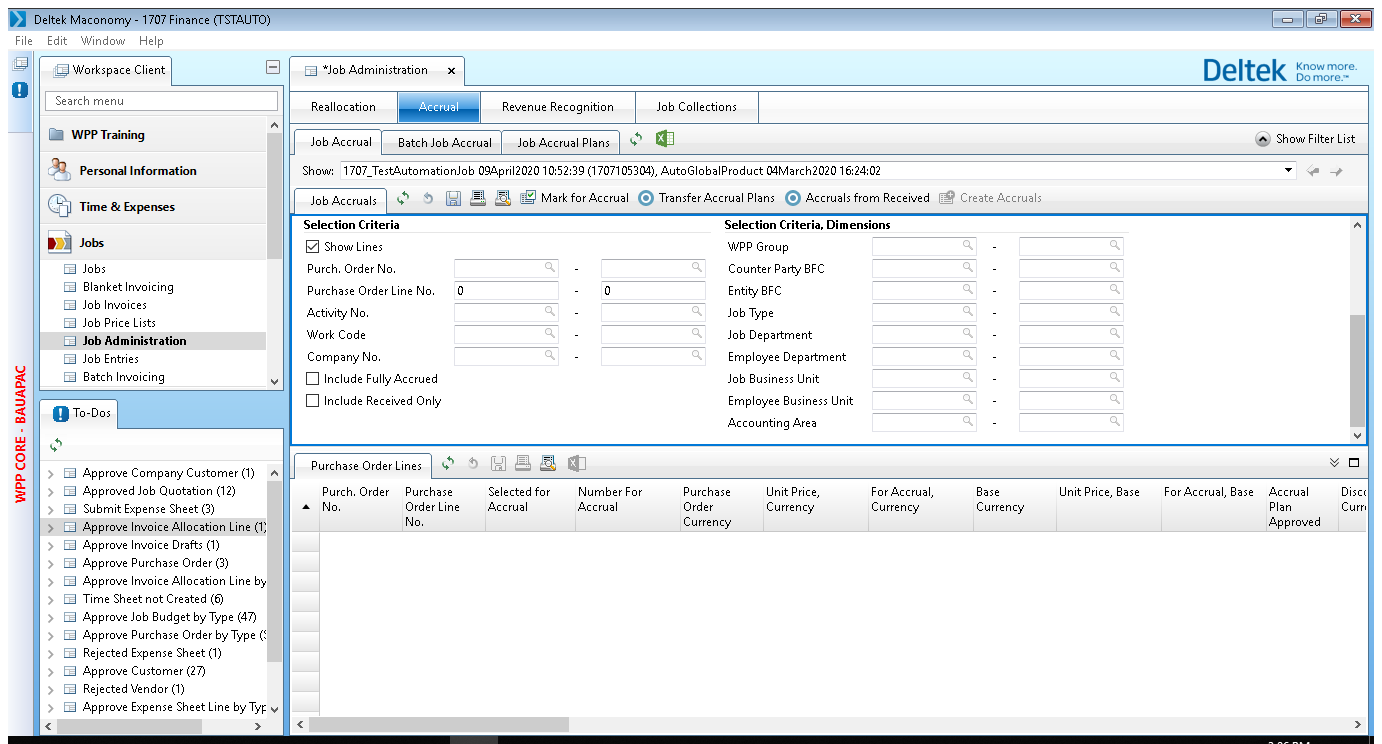 Deltek Maconomy - 1707 Finance (TSTAUTO)
File Edit Window Help
Workspace Client
Search menu
WPP Training
Personal Information
Time & Expenses
Jobs
Jobs
Blanket Invoicing
Job Invoices
Job Price Lists
Job Administration
Job Entries
Batch Invoicing
WPP CORE - BAUAPAC
To-Dos
Approve Company Customer (1)
Approved Job Quotation (12)
Submit Expense Sheet (3)
Approve Invoice Allocation Line (1)
Approve Invoice Drafts (1)
Approve Purchase Order (3)
Approve Invoice Allocation Line by
Time Sheet not Created (6)
Approve Job Budget by Type (47)
Approve Purchase Order by Type (
Rejected Expense Sheet (1)
Approve Customer (27)
Rejected Vendor (1)
Approve Expense Sheet Line by Typ
*Job Administration x
Deltek Know more. Do more.™
Reallocation Accrual Revenue Recognition Job Collections
Job Accrual Batch Job Accrual Job Accrual Plans Show Filter List
Show: 1707_TestAutomationJob 09April2020 10:52:39 (1707105304), AutoGlobalProduct 04March2020 16:24:02
Job Accruals Mark for Accrual Transfer Accrual Plans Accruals from Received Create Accruals
Selection Criteria
Show Lines
Purch. Order No. -
Purchase Order Line No. 0 - 0
Activity No. -
Work Code -
Company No. -
Include Fully Accrued
Include Received Only
Selection Criteria, Dimensions
WPP Group -
Counter Party BFC -
Entity BFC -
Job Type -
Job Department -
Employee Department -
Job Business Unit -
Employee Business Unit -
Accounting Area -
Purchase Order Lines
Purch. Order No.
Purchase Order Line No.
Selected for Accrual
Number For Accrual
Purchase Order Currency
Unit Price, Currency
For Accrual, Currency
Base Currency
Unit Price, Base
For Accrual, Base
Accrual Plan Approved